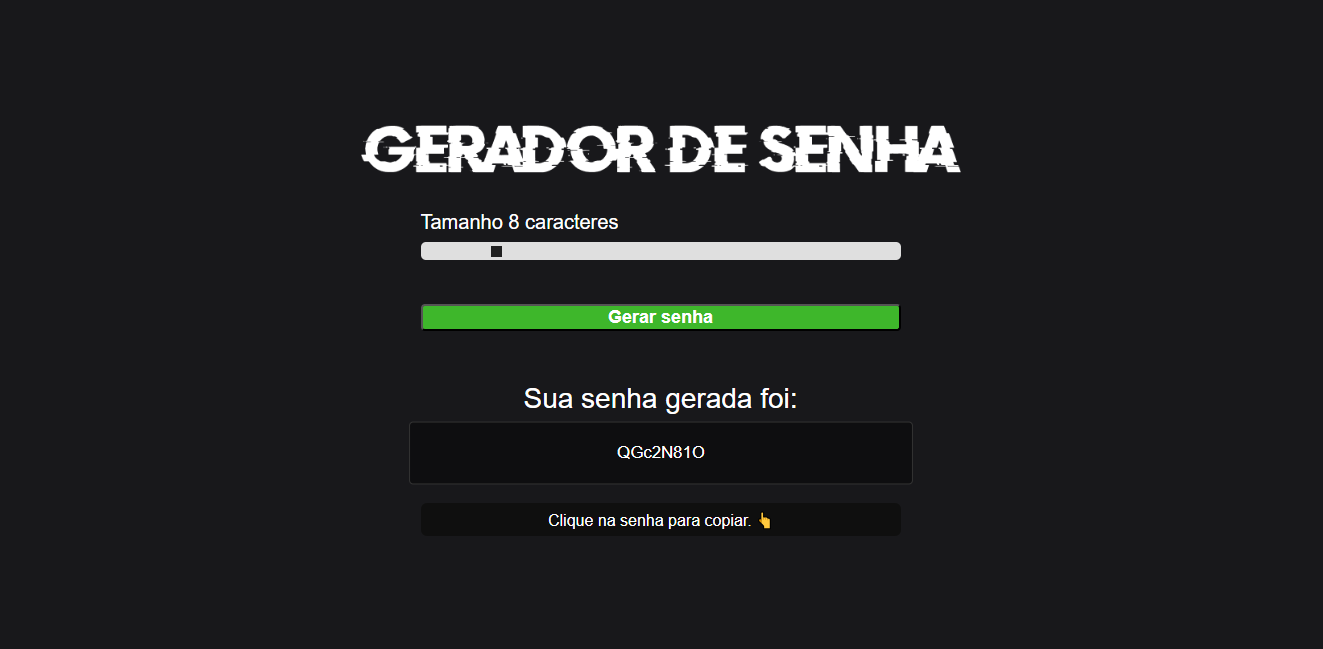 GERADOR DE SENHA
Tamanho 8 caracteres
Gerar senha
Sua senha gerada foi:
QGc2N81O
Clique na senha para copiar. 👆